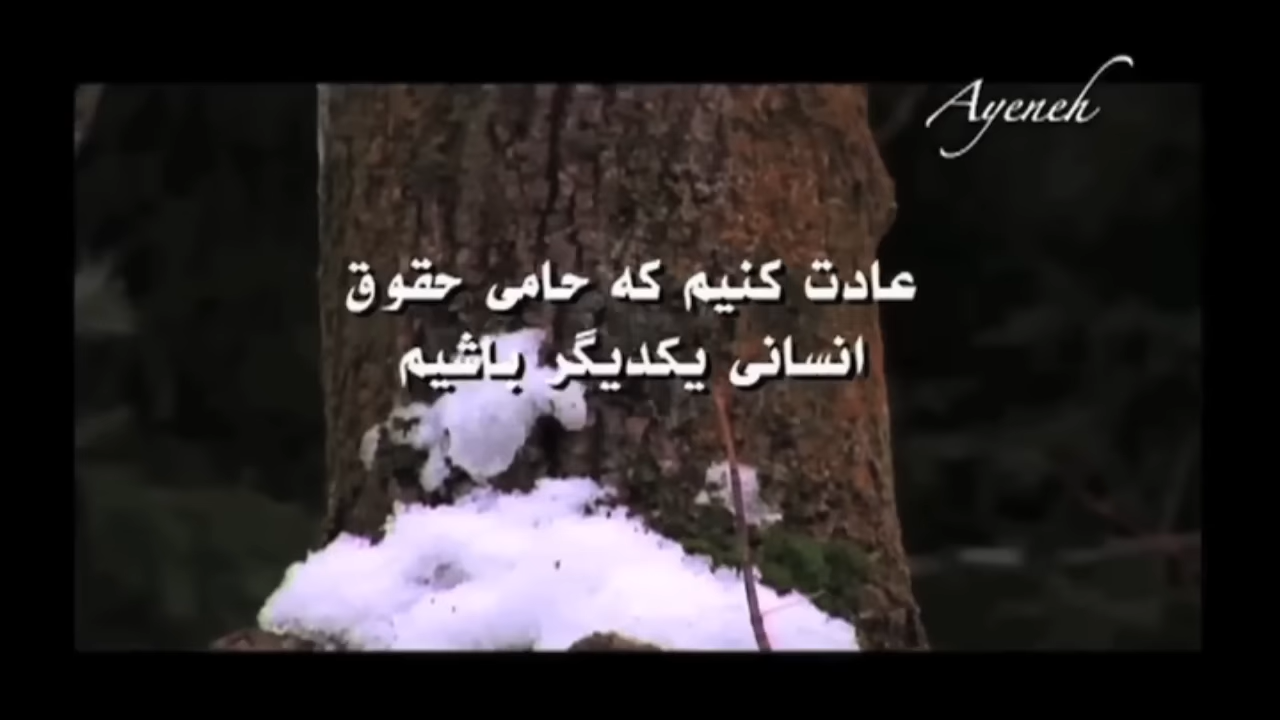 Ayeneh
عادت کنیم که حامی حقوق
انسانی یکدیگر باشیم